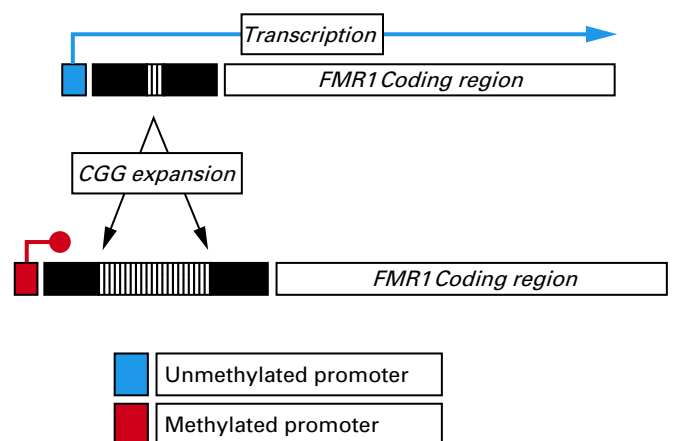 Transcription
FMR1 Coding region
CGG expansion
FMR1 Coding region
Unmethylated promoter
Methylated promoter